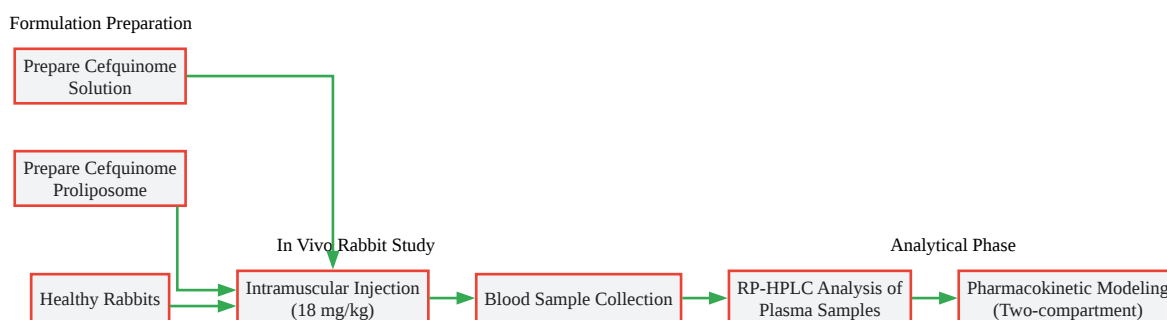 Formulation Preparation
Prepare Cefquinome
Solution
Prepare Cefquinome
Proliposome
In Vivo Rabbit Study
Analytical Phase
Healthy Rabbits
Intramuscular Injection
(18 mg/kg)
Blood Sample Collection
RP-HPLC Analysis of
Plasma Samples
Pharmacokinetic Modeling
(Two-compartment)